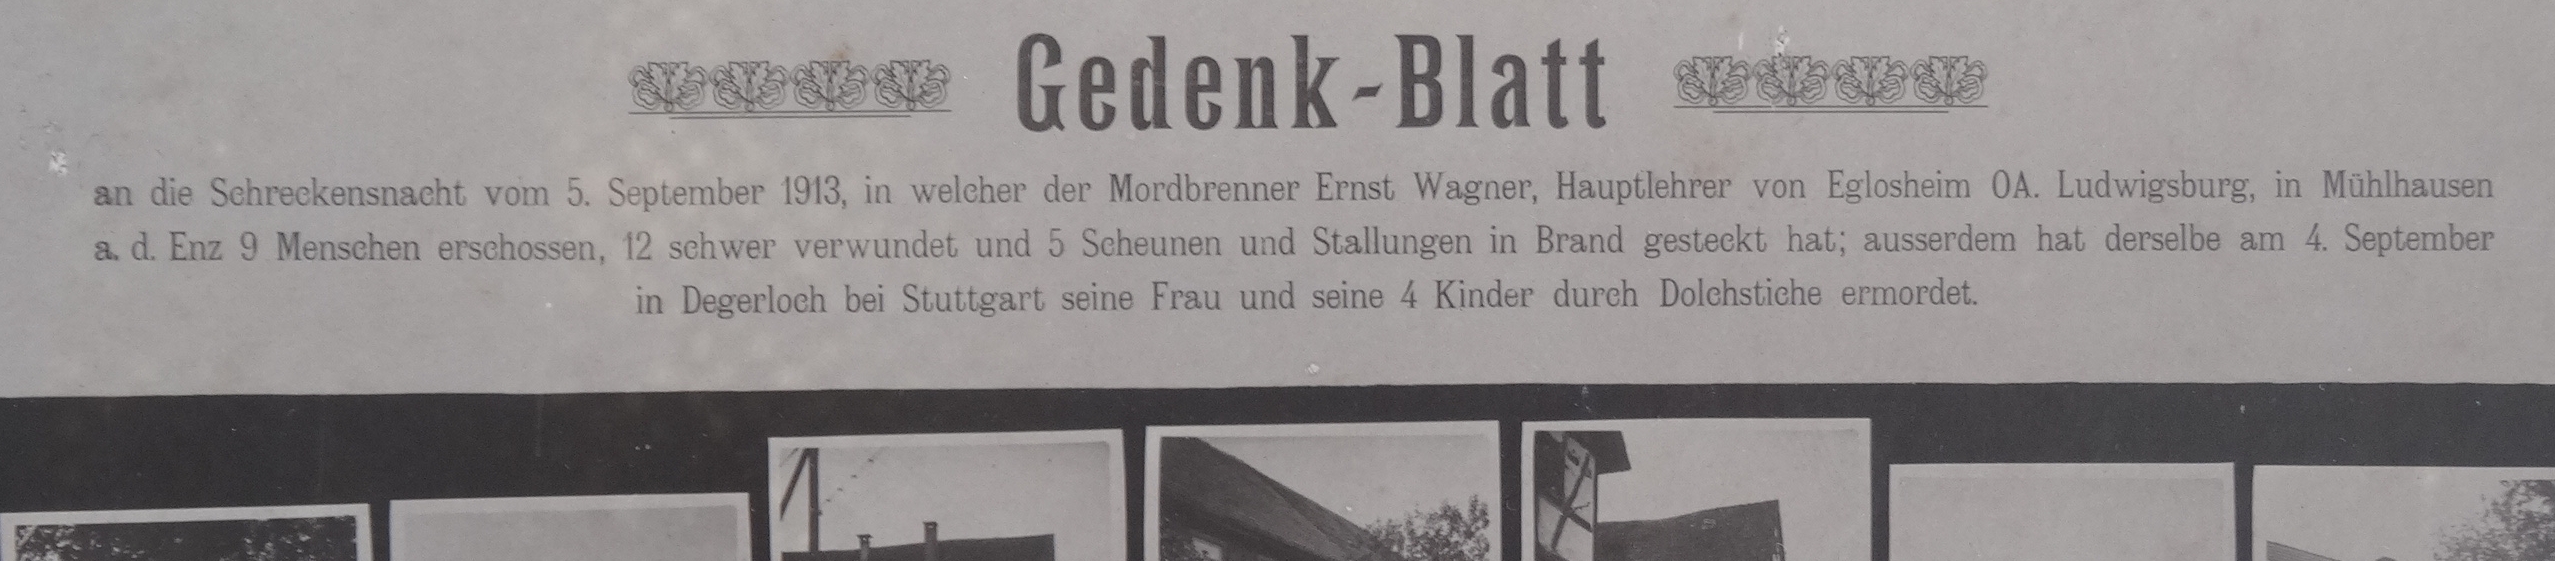 Gedenk-Blatt
an die Schreckensnacht vom 5. September 1913, in welcher der Mordbrenner Ernst Wagner, Hauptlehrer von Eglosheim OA. Ludwigsburg, in Mühlhausen
a. d. Enz 9 Menschen erschossen, 12 schwer verwundet und 5 Scheunen und Stallungen in Brand gesteckt hat; ausserdem hat derselbe am 4. September
in Degerloch bei Stuttgart seine Frau und seine 4 Kinder durch Dolchstiche ermordet.